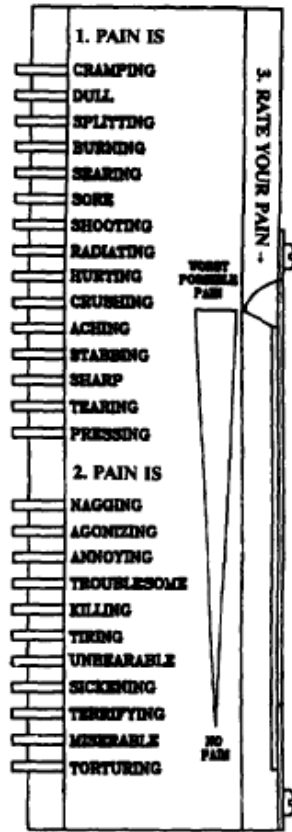 1. PAIN IS
CRAMPING
DULL
SPLITTING
BURNING
SEARING
SORE
SHOOTING
RADIATING
HURTING
CRUSHING
ACHING
STABBING
SHARP
TEARING
PRESSING
2. PAIN IS
NAGGING
AGONIZING
ANNOYING
TROUBLESOME
KILLING
TIRING
UNBEARABLE
SICKENING
TERRIFYING
MISERABLE
TORTURING
WORST
POSSIBLE
PAIN
NO
PAIN
3. RATE YOUR PAIN →